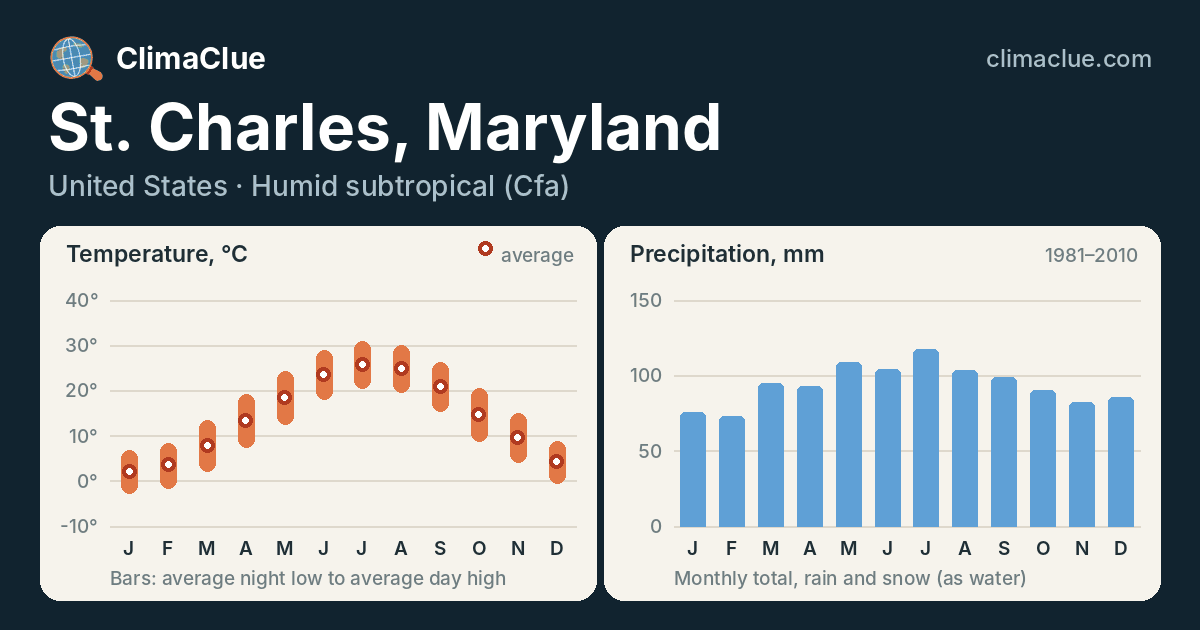 ClimaClue
climaclue.com
St. Charles, Maryland
United States · Humid subtropical (Cfa)
Temperature, °C
average
40°
30°
20°
10°
0°
-10°
J F M A M J J A S O N D
Bars: average night low to average day high
Precipitation, mm
1981–2010
150
100
50
0
J F M A M J J A S O N D
Monthly total, rain and snow (as water)